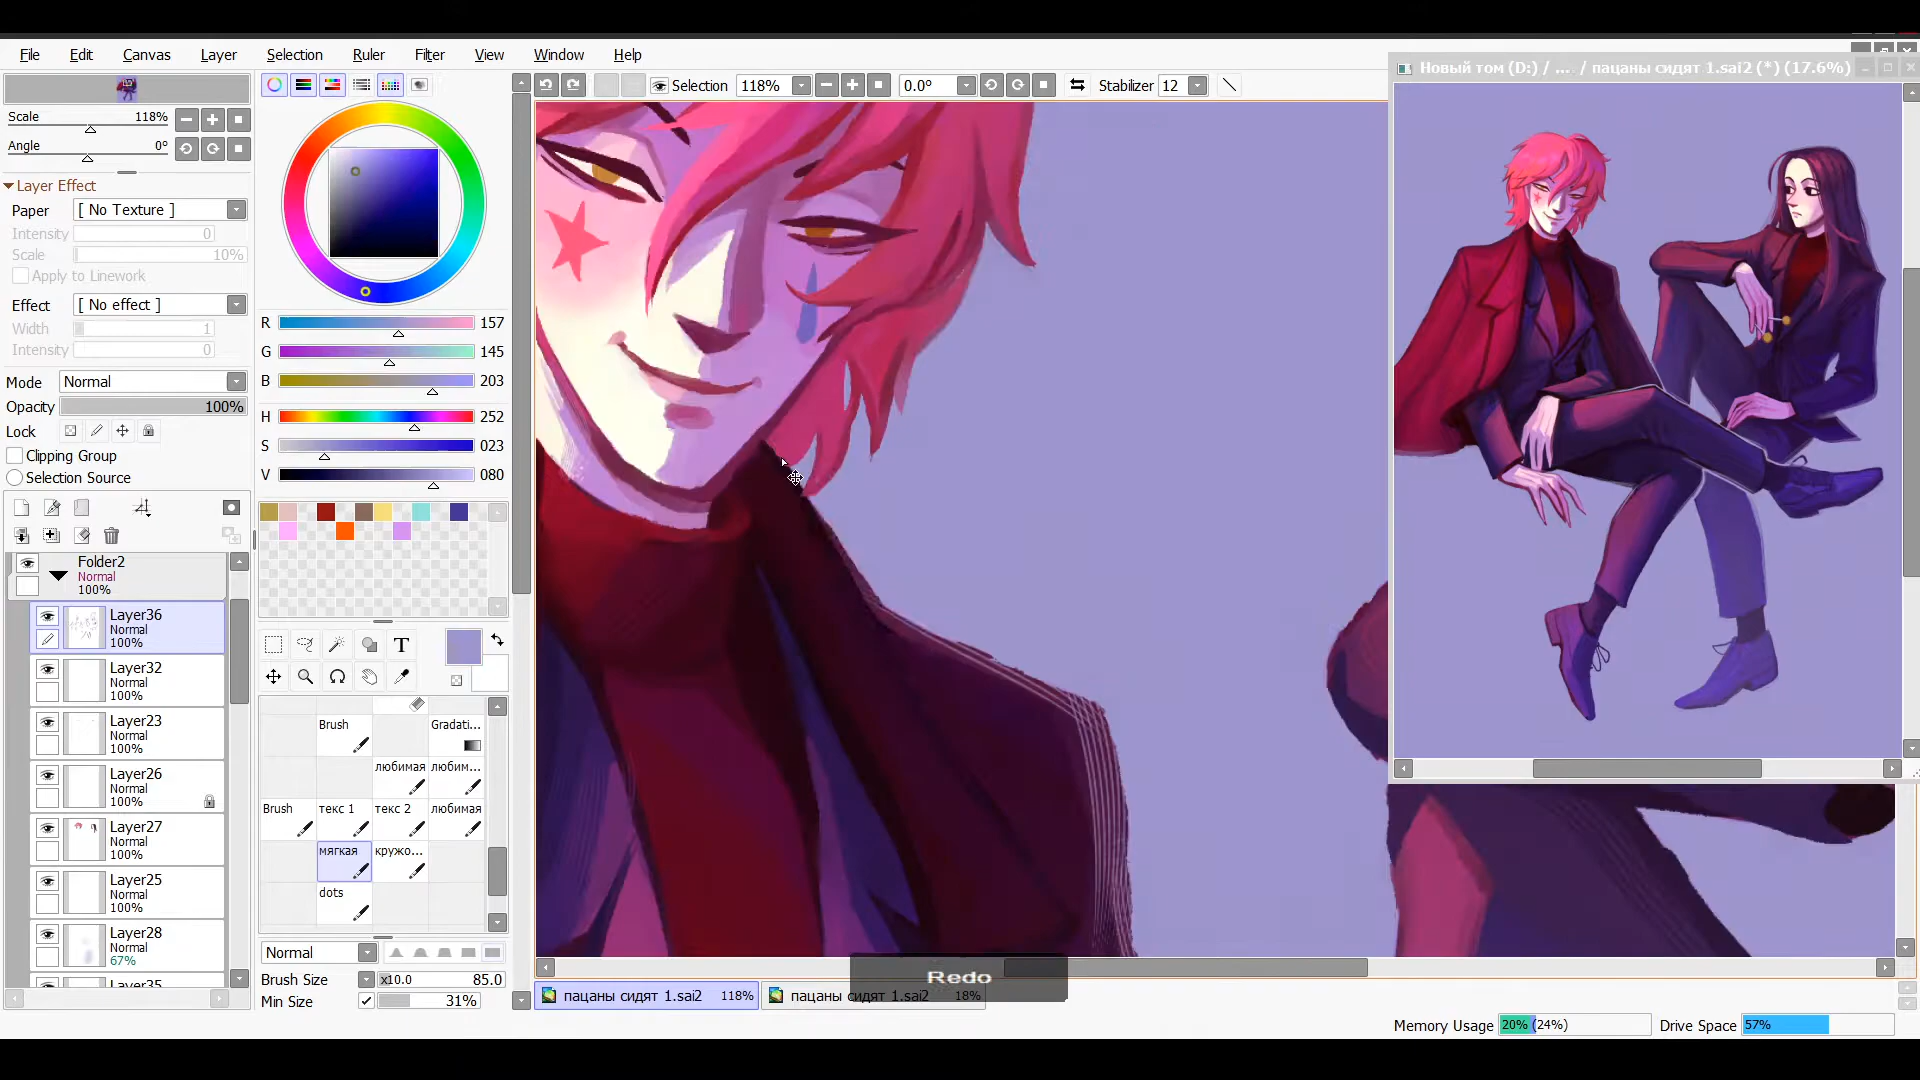 File Edit Canvas Layer Selection Ruler Filter View Window Help
Новый том (D:) / ... / пацаны сидят 1.sai2 (*) (17.6%)
Selection 118% 0.0º Stabilizer 12
Scale 118%
Angle 0º
Layer Effect
Paper [ No Texture ]
Intensity 0
Scale 10%
Apply to Linework
Effect [ No effect ]
Width 1
Intensity 0
Mode Normal
Opacity 100%
Lock
Clipping Group
Selection Source
Folder2
Normal
100%
Layer36
Normal
100%
Layer32
Normal
100%
Layer23
Normal
100%
Layer26
Normal
100%
Layer27
Normal
100%
Layer25
Normal
100%
Layer28
Normal
67%
Layer35
R 157
G 145
B 203
H 252
S 023
V 080
T
Brush Gradati...
любимая любим...
Brush текс 1 текс 2 любимая
мягкая кружо...
dots
Normal
Brush Size x10.0 85.0
Min Size 31%
Redo
пацаны сидят 1.sai2 118% пацаны сидят 1.sai2 18%
Memory Usage 20% (24%) Drive Space 57%